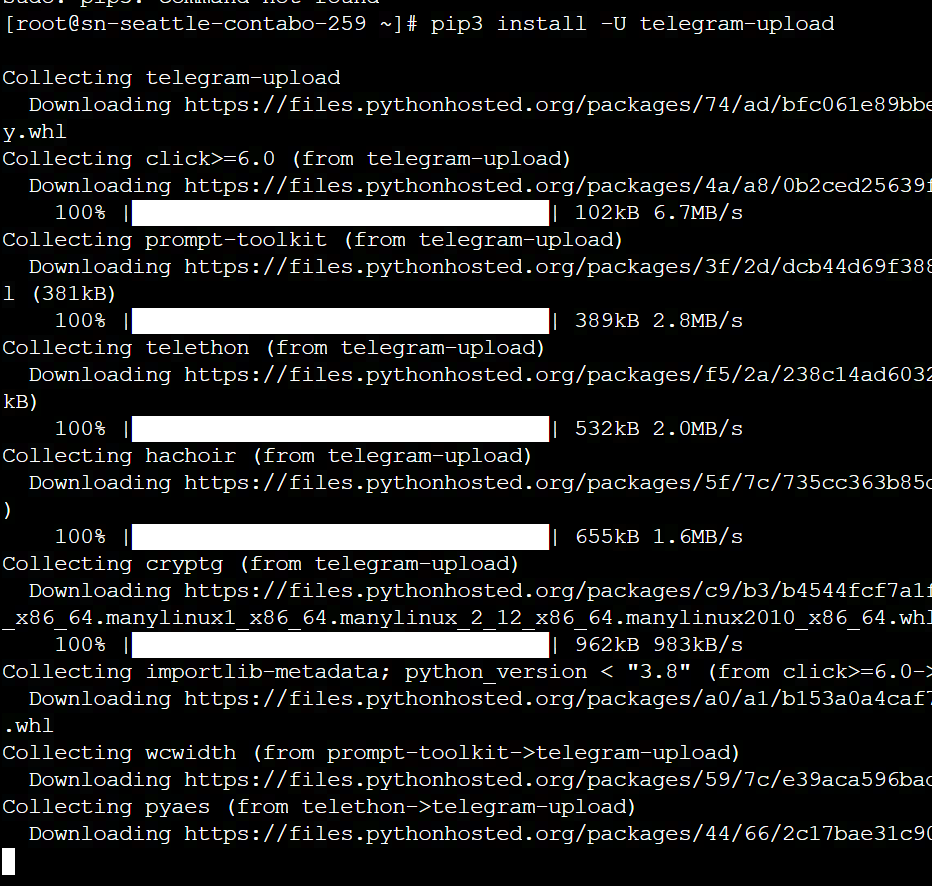 sudo: pip3: command not found
[root@sn-seattle-contabo-259 ~]# pip3 install -U telegram-upload
Collecting telegram-upload
Downloading https://files.pythonhosted.org/packages/74/ad/bfc061e89bbe
y.whl
Collecting click>=6.0 (from telegram-upload)
Downloading https://files.pythonhosted.org/packages/4a/a8/0b2ced25639f
100% | | 102kB 6.7MB/s
Collecting prompt-toolkit (from telegram-upload)
Downloading https://files.pythonhosted.org/packages/3f/2d/dcb44d69f388
l (381kB)
100% | | 389kB 2.8MB/s
Collecting telethon (from telegram-upload)
Downloading https://files.pythonhosted.org/packages/f5/2a/238c14ad6032
kB)
100% | | 532kB 2.0MB/s
Collecting hachoir (from telegram-upload)
Downloading https://files.pythonhosted.org/packages/5f/7c/735cc363b85d
)
100% | | 655kB 1.6MB/s
Collecting cryptg (from telegram-upload)
Downloading https://files.pythonhosted.org/packages/c9/b3/b4544fcf7a1f
_x86_64.manylinux1_x86_64.manylinux_2_12_x86_64.manylinux2010_x86_64.whl
100% | | 962kB 983kB/s
Collecting importlib-metadata; python_version < "3.8" (from click>=6.0->
Downloading https://files.pythonhosted.org/packages/a0/a1/b153a0a4caf7
.whl
Collecting wcwidth (from prompt-toolkit->telegram-upload)
Downloading https://files.pythonhosted.org/packages/59/7c/e39aca596bad
Collecting pyaes (from telethon->telegram-upload)
Downloading https://files.pythonhosted.org/packages/44/66/2c17bae31c90